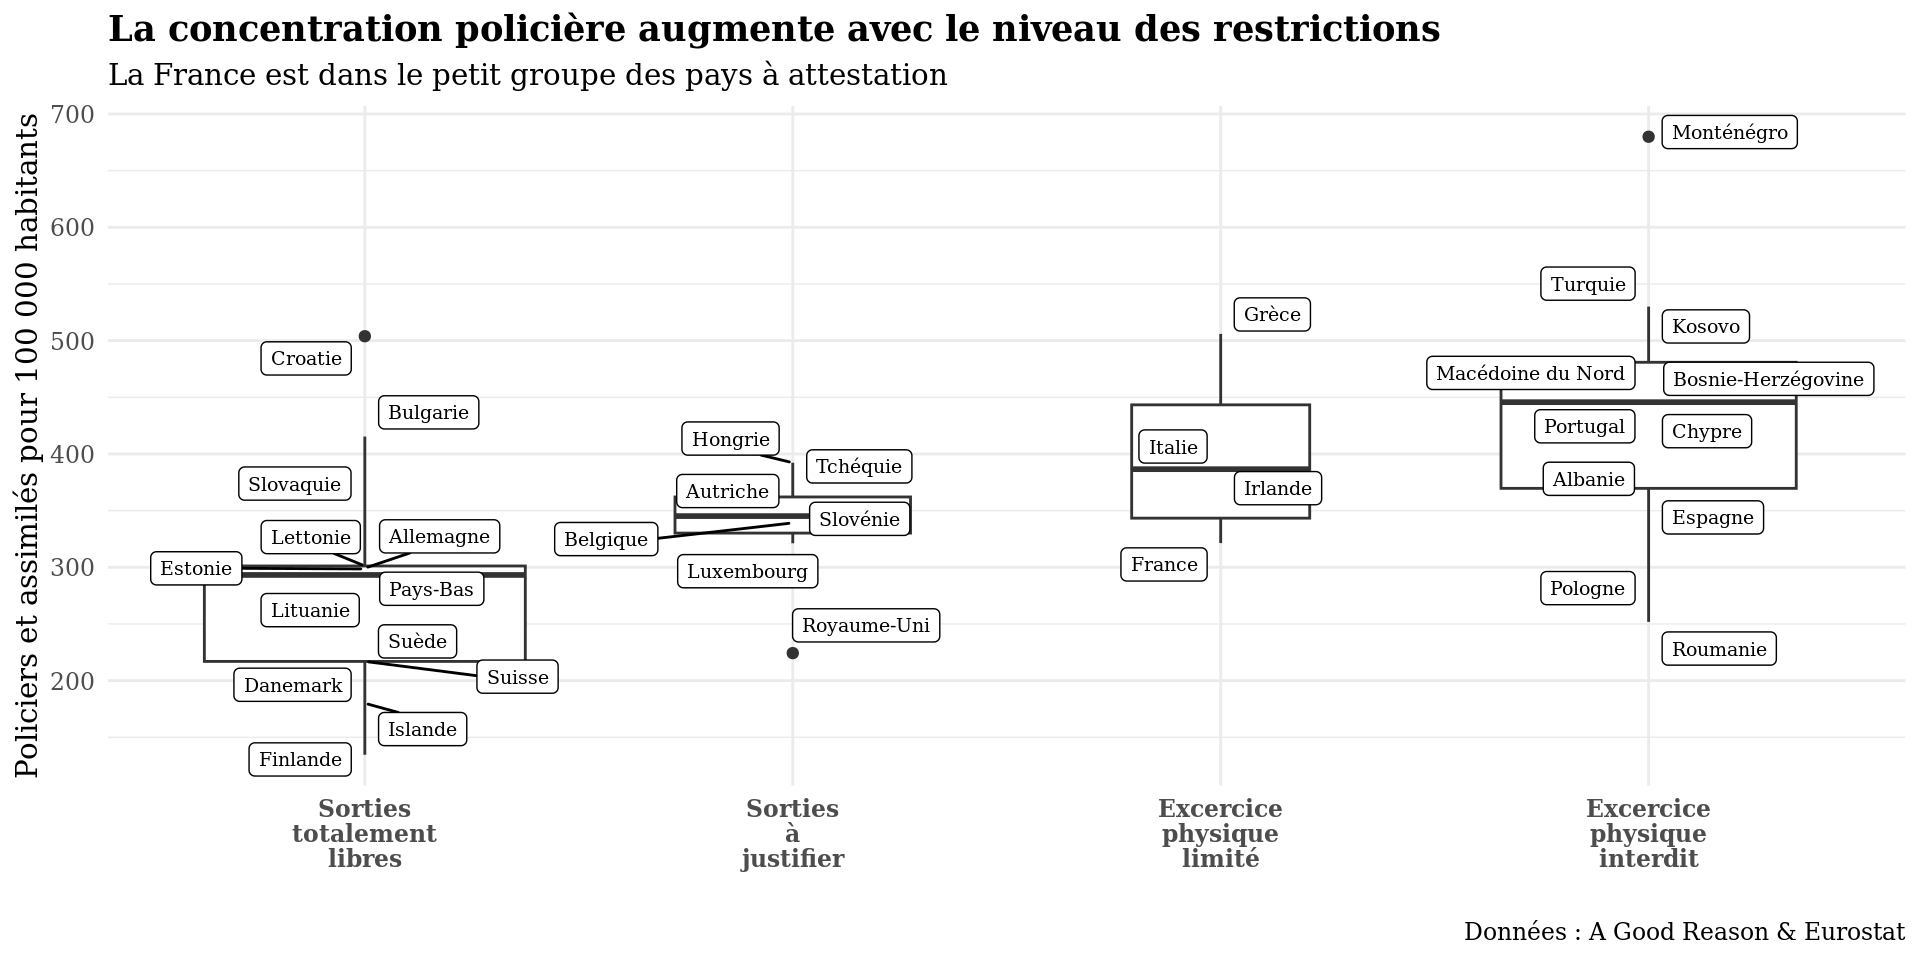 La concentration policière augmente avec le niveau des restrictions
La France est dans le petit groupe des pays à attestation
Policiers et assimilés pour 100 000 habitants
700
600
500
400
300
200
Croatie
Bulgarie
Slovaquie
Lettonie
Allemagne
Estonie
Pays-Bas
Lituanie
Suède
Suisse
Danemark
Islande
Finlande
Hongrie
Tchéquie
Autriche
Slovénie
Belgique
Luxembourg
Royaume-Uni
Grèce
Italie
Irlande
France
Monténégro
Turquie
Kosovo
Macédoine du Nord
Bosnie-Herzégovine
Portugal
Chypre
Albanie
Espagne
Pologne
Roumanie
Sorties
totalement
libres
Sorties
à
justifier
Excercice
physique
limité
Excercice
physique
interdit
Données : A Good Reason & Eurostat